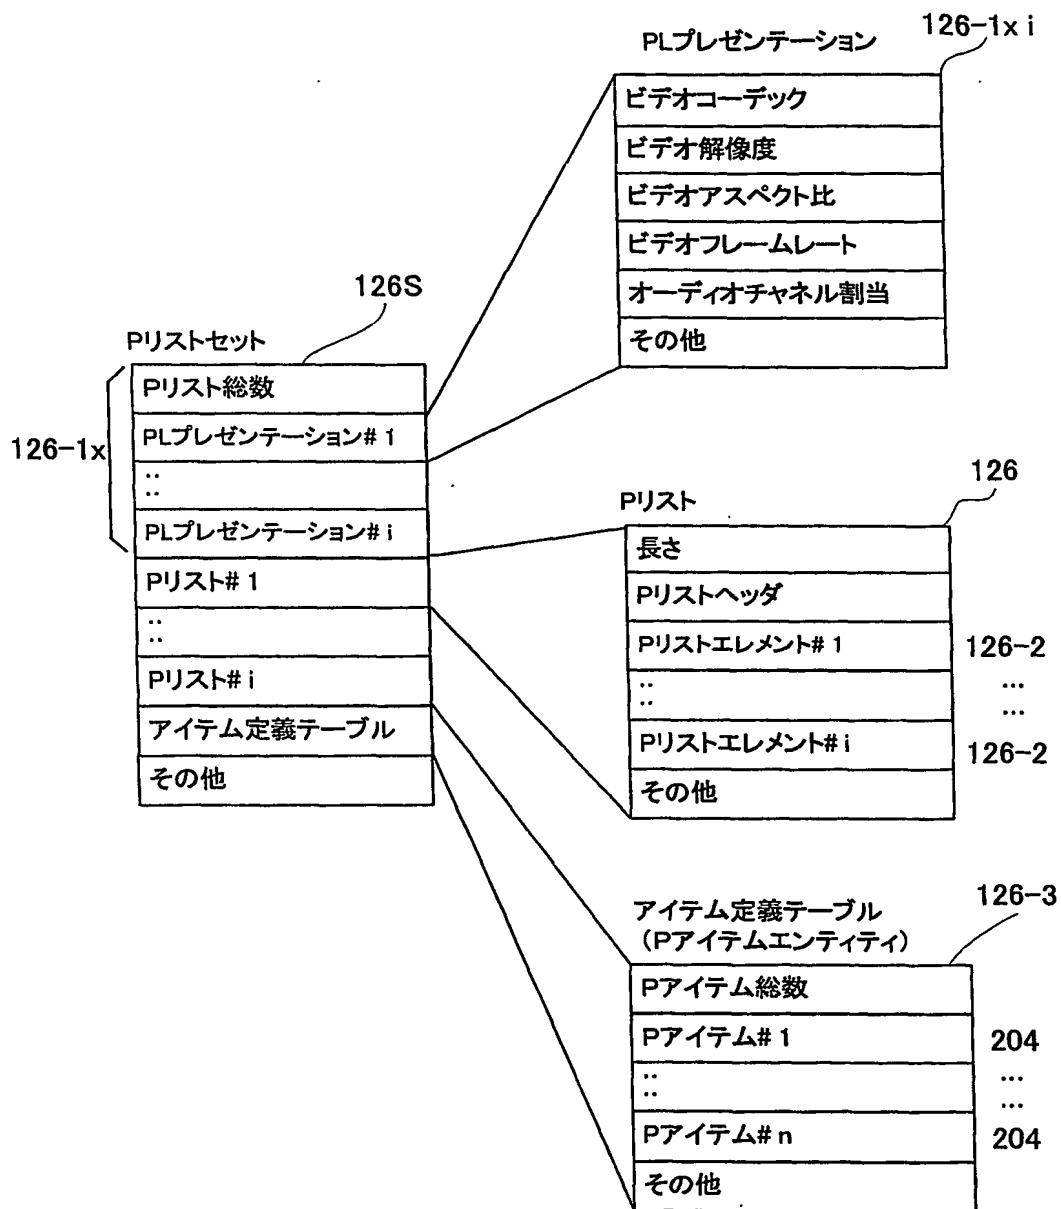 PLプレゼンテーション
126-1x i
ビデオコーデック
ビデオ解像度
ビデオアスペクト比
ビデオフレームレート
オーディオチャネル割当
その他
126S
Pリストセット
126-1x
Pリスト総数
PLプレゼンテーション# 1
::
PLプレゼンテーション# i
Pリスト# 1
::
Pリスト# i
アイテム定義テーブル
その他
126
Pリスト
長さ
Pリストヘッダ
Pリストエレメント# 1
126-2
::
...
...
Pリストエレメント# i
126-2
その他
126-3
アイテム定義テーブル
（Pアイテムエンティティ）
Pアイテム総数
Pアイテム# 1
204
::
...
...
Pアイテム# n
204
その他